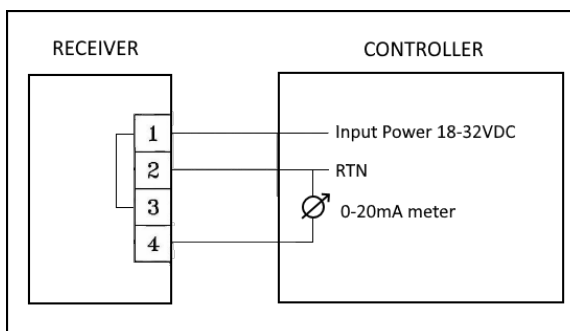 RECEIVER
CONTROLLER
1
Input Power 18-32VDC
2
RTN
3
0-20mA meter
4